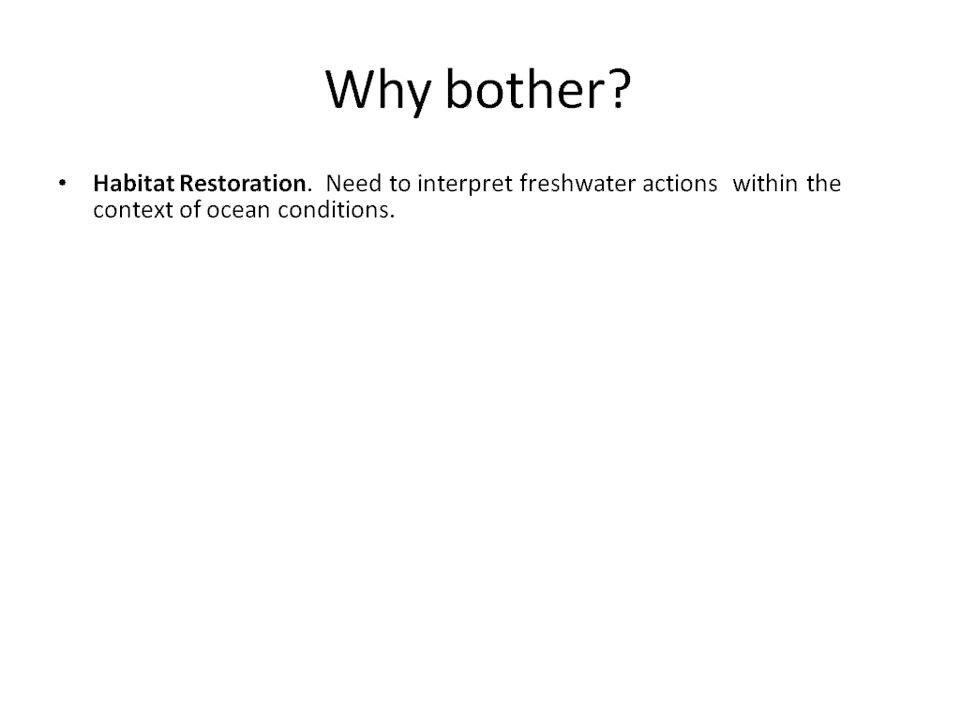 Why bother?
• Habitat Restoration.  Need to interpret freshwater actions  within the
context of ocean conditions.